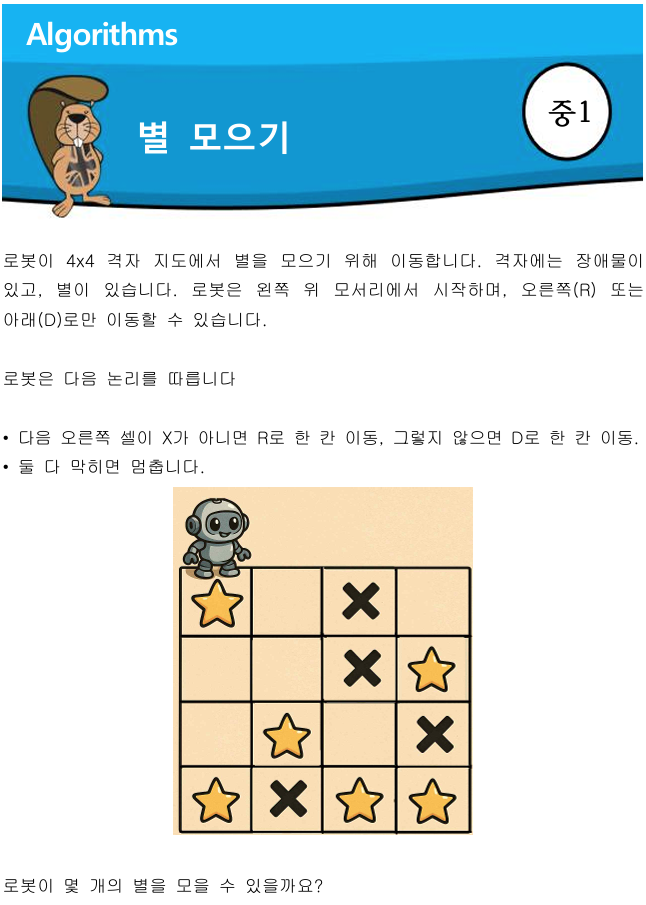 Algorithms
별 모으기
중1
로봇이 4x4 격자 지도에서 별을 모으기 위해 이동합니다. 격자에는 장애물이
있고, 별이 있습니다. 로봇은 왼쪽 위 모서리에서 시작하며, 오른쪽(R) 또는
아래(D)로만 이동할 수 있습니다.
로봇은 다음 논리를 따릅니다
• 다음 오른쪽 셀이 X가 아니면 R로 한 칸 이동, 그렇지 않으면 D로 한 칸 이동.
• 둘 다 막히면 멈춥니다.
로봇이 몇 개의 별을 모을 수 있을까요?